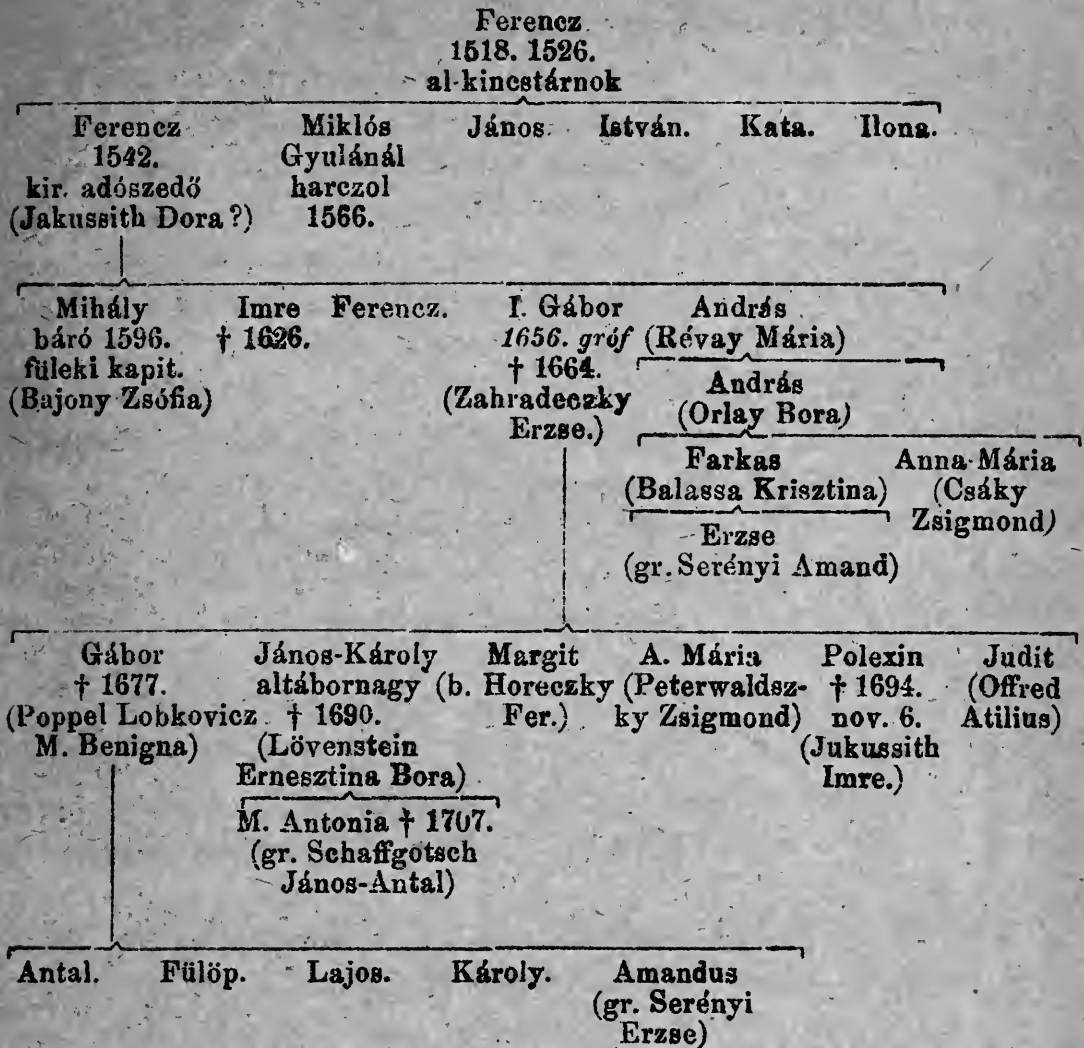 Ferencz
1518. 1526.
al-kincstárnok
Ferencz Miklós János. István. Kata. Ilona.
1542. Gyulánál
kir. adószedő harczol
(Jakussith Dora?) 1566.
Mihály Imre Ferencz. I. Gábor András
báró 1596. † 1626. 1656. gróf (Révay Mária)
füleki kapit. † 1664. András
(Bajony Zsófia) (Zahradeczky (Orlay Bora)
Erzse.)
Farkas Anna-Mária
(Balassa Krisztina) (Csáky
Erzse Zsigmond)
(gr. Serényi Amand)
Gábor János-Károly Margit A. Mária Polexin Judit
† 1677. altábornagy (b. Horeczky (Peterwaldsz- † 1694. (Offred
(Poppel Lobkovicz † 1690. Fer.) ky Zsigmond) nov. 6. Atilius)
M. Benigna) (Lövenstein (Jukussith
Ernesztina Bora) Imre.)
M. Antonia † 1707.
(gr. Schaffgotsch
János-Antal)
Antal. Fülöp. Lajos. Károly. Amandus
(gr. Serényi
Erzse)